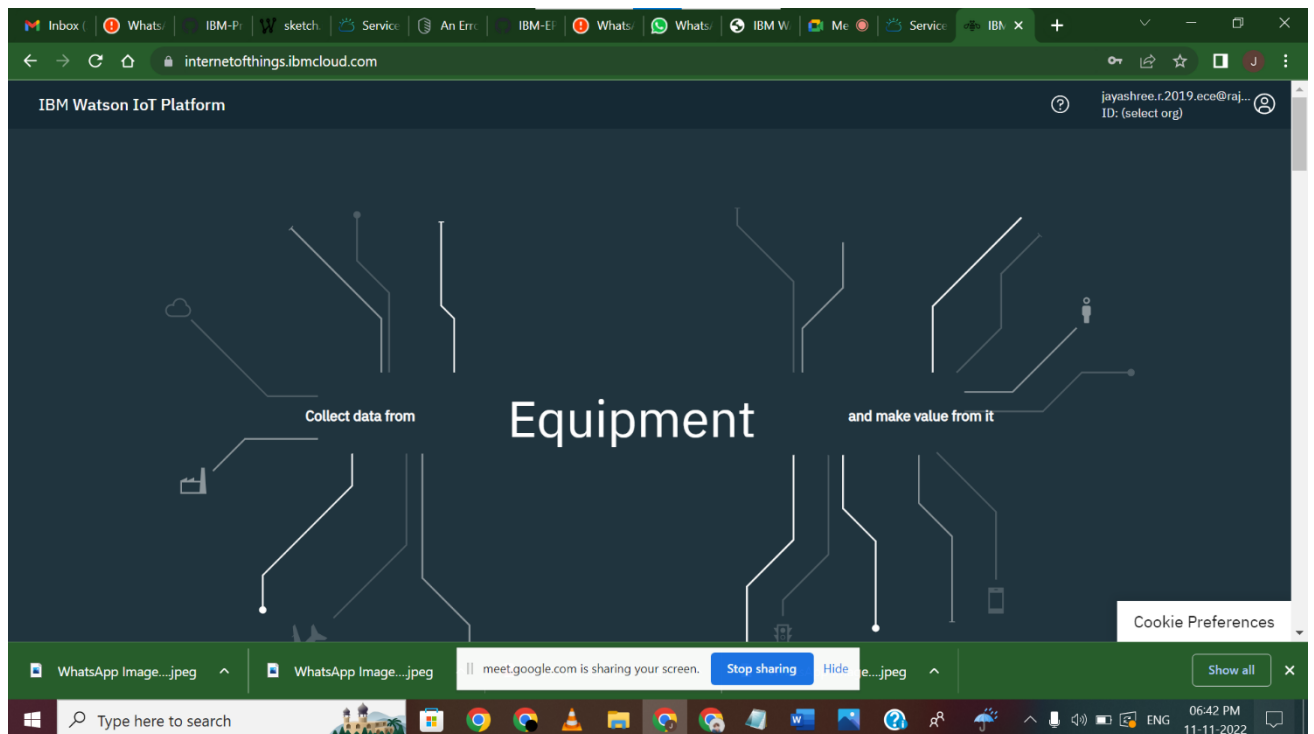 Inbox (
Whats/
IBM-Pr
sketch.
Service
An Erro
IBM-EF
Whats/
Whats/
IBM W
Me
Service
IBM
internetofthings.ibmcloud.com
J
IBM Watson IoT Platform
jayashree.r.2019.ece@raj...
ID: (select org)
Collect data from
Equipment
and make value from it
Cookie Preferences
WhatsApp Image....jpeg
WhatsApp Image....jpeg
meet.google.com is sharing your screen.
Stop sharing
Hide
e....jpeg
Show all
Type here to search
ENG
06:42 PM
11-11-2022